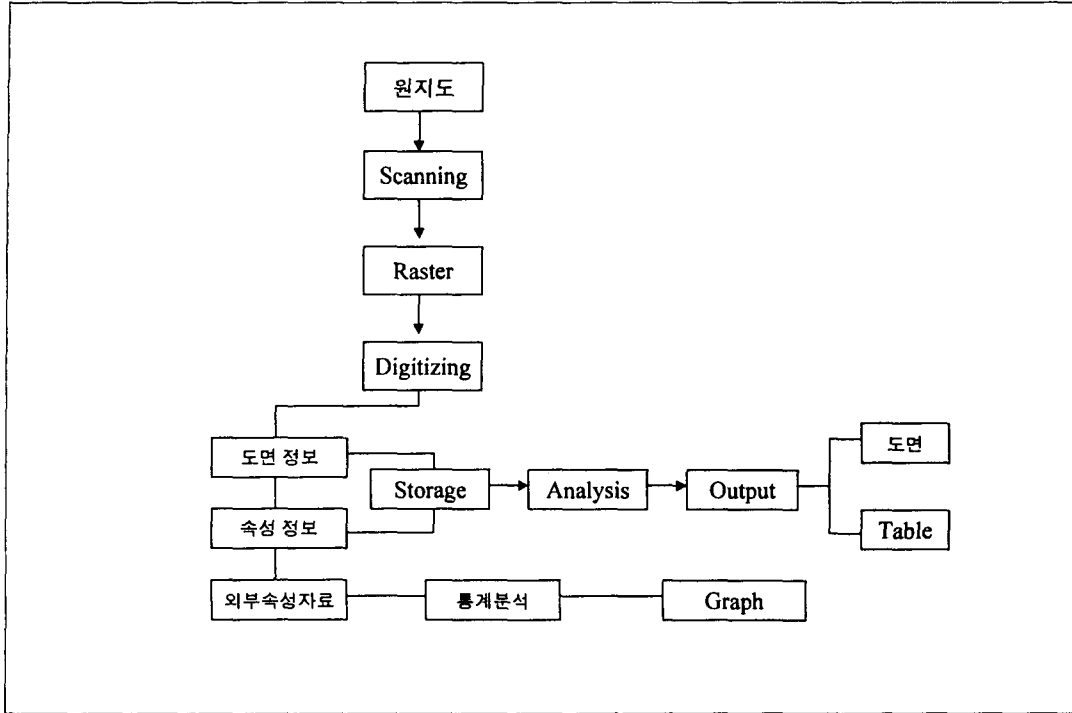 원지도
Scanning
Raster
Digitizing
도면 정보
도면
Storage
Analysis
Output
속성 정보
Table
외부속성자료
통계분석
Graph